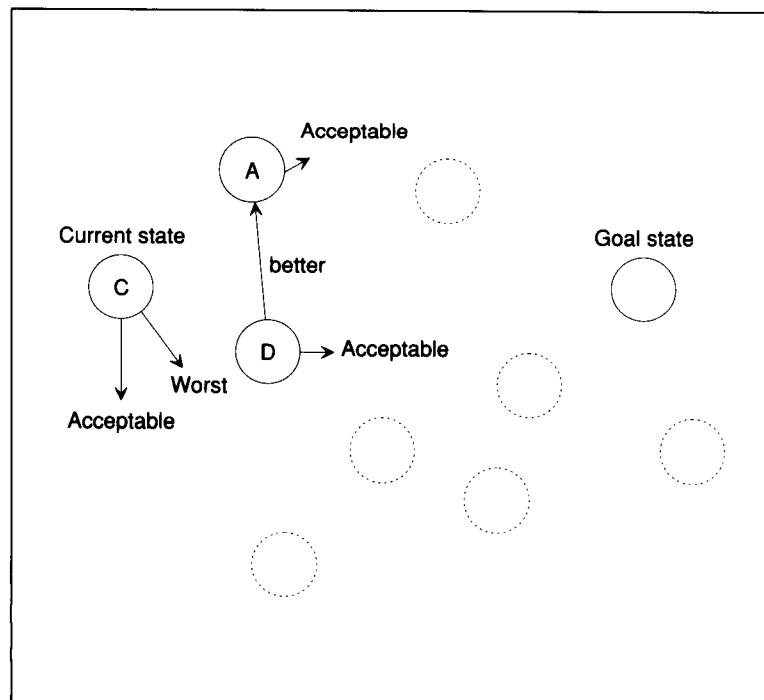 Acceptable
A
Current state
Goal state
C
better
D
Acceptable
Worst
Acceptable